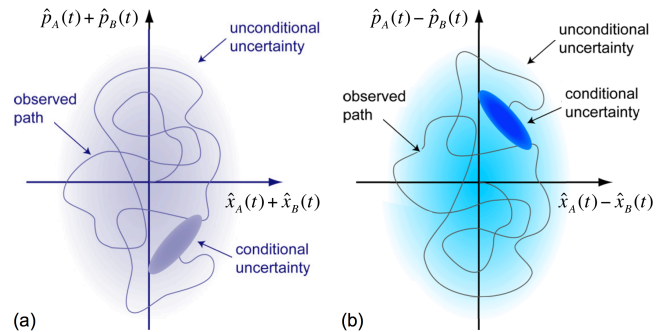 p̂_A(t) + p̂_B(t)
unconditional
uncertainty
observed
path
x̂_A(t) + x̂_B(t)
conditional
uncertainty
(a)
p̂_A(t) − p̂_B(t)
unconditional
uncertainty
conditional
uncertainty
observed
path
x̂_A(t) − x̂_B(t)
(b)